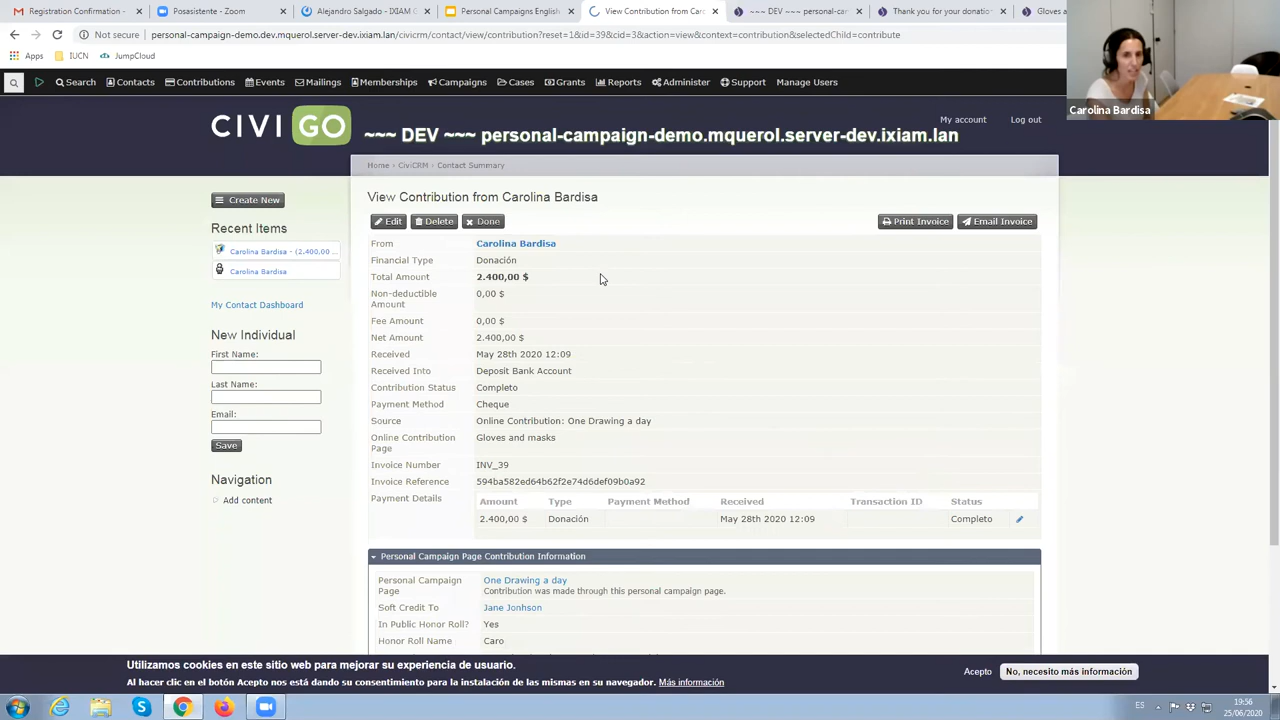 Registration Confirmation
Posasistente - Zoom
Alejandro Salgado - IXIAM G
Personal Campaigns English
View Contribution from Car
~~ DEV ~~ personal-car
Thank you for your donatio
Gloves a
Not secure
personal-campaign-demo.dev.mquerol.server-dev.ixiam.lan/civicrm/contact/view/contribution?reset=1&id=39&cid=3&action=view&context=contribution&selectedChild=contribute
Apps
IUCN
JumpCloud
Search
Contacts
Contributions
Events
Mailings
Memberships
Campaigns
Cases
Grants
Reports
Administer
Support
Manage Users
Carolina Bardisa
CIVI GO
~~~ DEV ~~~ personal-campaign-demo.mquerol.server-dev.ixiam.lan
My account
Log out
Home › CiviCRM › Contact Summary
View Contribution from Carolina Bardisa
Create New
Edit
Delete
Done
Print Invoice
Email Invoice
Recent Items
Carolina Bardisa - (2.400,00 ...
Carolina Bardisa
My Contact Dashboard
New Individual
First Name:
Last Name:
Email:
Save
Navigation
Add content
From
Carolina Bardisa
Financial Type
Donación
Total Amount
2.400,00 $
Non-deductible
Amount
0,00 $
Fee Amount
0,00 $
Net Amount
2.400,00 $
Received
May 28th 2020 12:09
Received Into
Deposit Bank Account
Contribution Status
Completo
Payment Method
Cheque
Source
Online Contribution: One Drawing a day
Online Contribution
Page
Gloves and masks
Invoice Number
INV_39
Invoice Reference
594ba582ed64b62f2e74d6def09b0a92
Payment Details
Amount Type Payment Method Received Transaction ID Status
2.400,00 $ Donación May 28th 2020 12:09 Completo
Personal Campaign Page Contribution Information
Personal Campaign
Page
One Drawing a day
Contribution was made through this personal campaign page.
Soft Credit To
Jane Jonhson
In Public Honor Roll?
Yes
Honor Roll Name
Caro
Utilizamos cookies en este sitio web para mejorar su experiencia de usuario.
Al hacer clic en el botón Acepto nos está dando su consentimiento para la instalación de las mismas en su navegador. Más información
Acepto
No, necesito más información
ES
19:56
25/06/2020